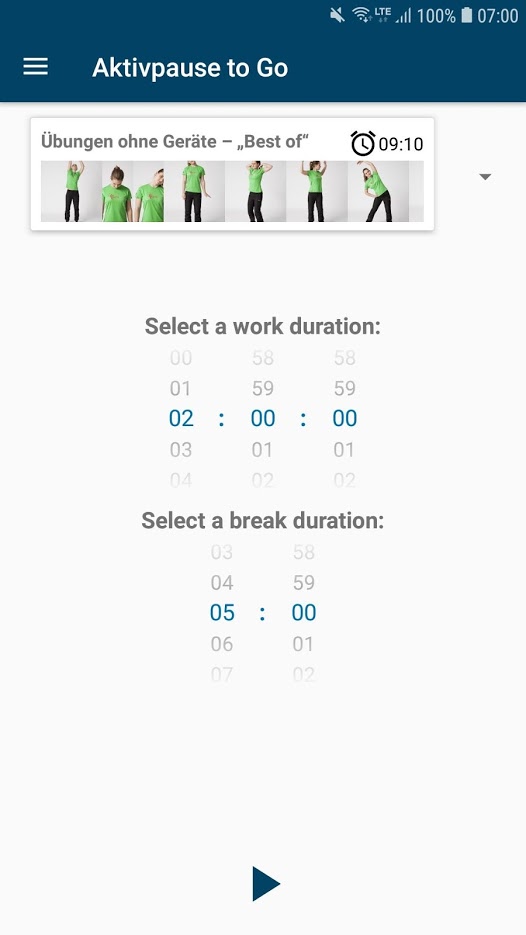 LTE 100% 07:00
Aktivpause to Go
Übungen ohne Geräte – „Best of“ 09:10
Select a work duration:
00 58 58
01 59 59
02 : 00 : 00
03 01 01
04 02 02
Select a break duration:
03 58
04 59
05 : 00
06 01
07 02